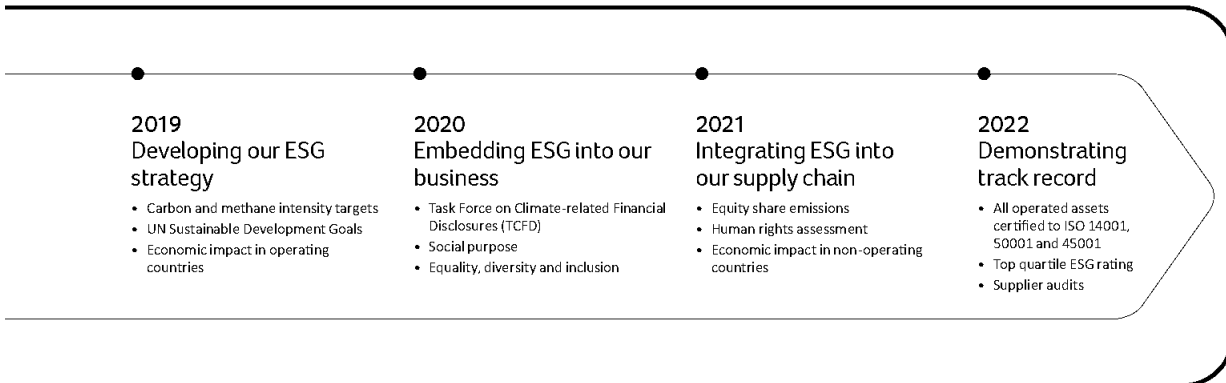 2019
Developing our ESG
strategy
• Carbon and methane intensity targets
• UN Sustainable Development Goals
• Economic impact in operating
countries
2020
Embedding ESG into our
business
• Task Force on Climate-related Financial
Disclosures (TCFD)
• Social purpose
• Equality, diversity and inclusion
2021
Integrating ESG into
our supply chain
• Equity share emissions
• Human rights assessment
• Economic impact in non-operating
countries
2022
Demonstrating
track record
• All operated assets
certified to ISO 14001,
50001 and 45001
• Top quartile ESG rating
• Supplier audits